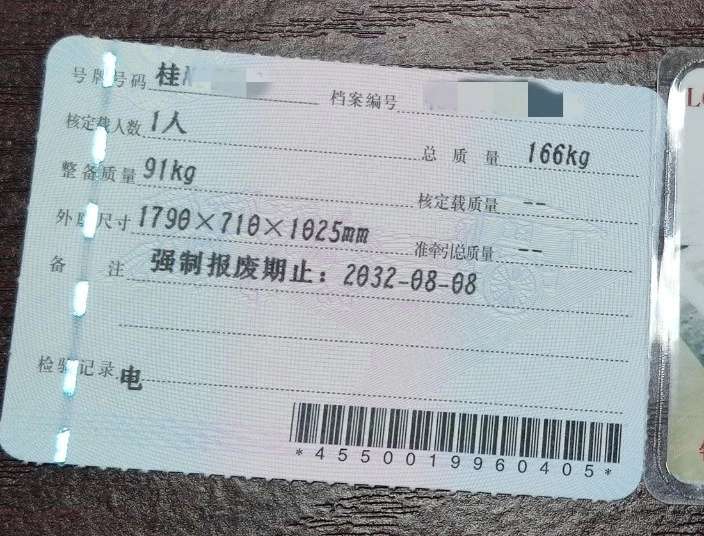 号牌号码 桂
档案编号
核定载人数 1人
总质量 166kg
整备质量 91kg
核定载质量 --
外廓尺寸 1790×710×1025mm
准牵引总质量 --
备注 强制报废期止：2032-08-08
检验记录 电
*4550019960405*